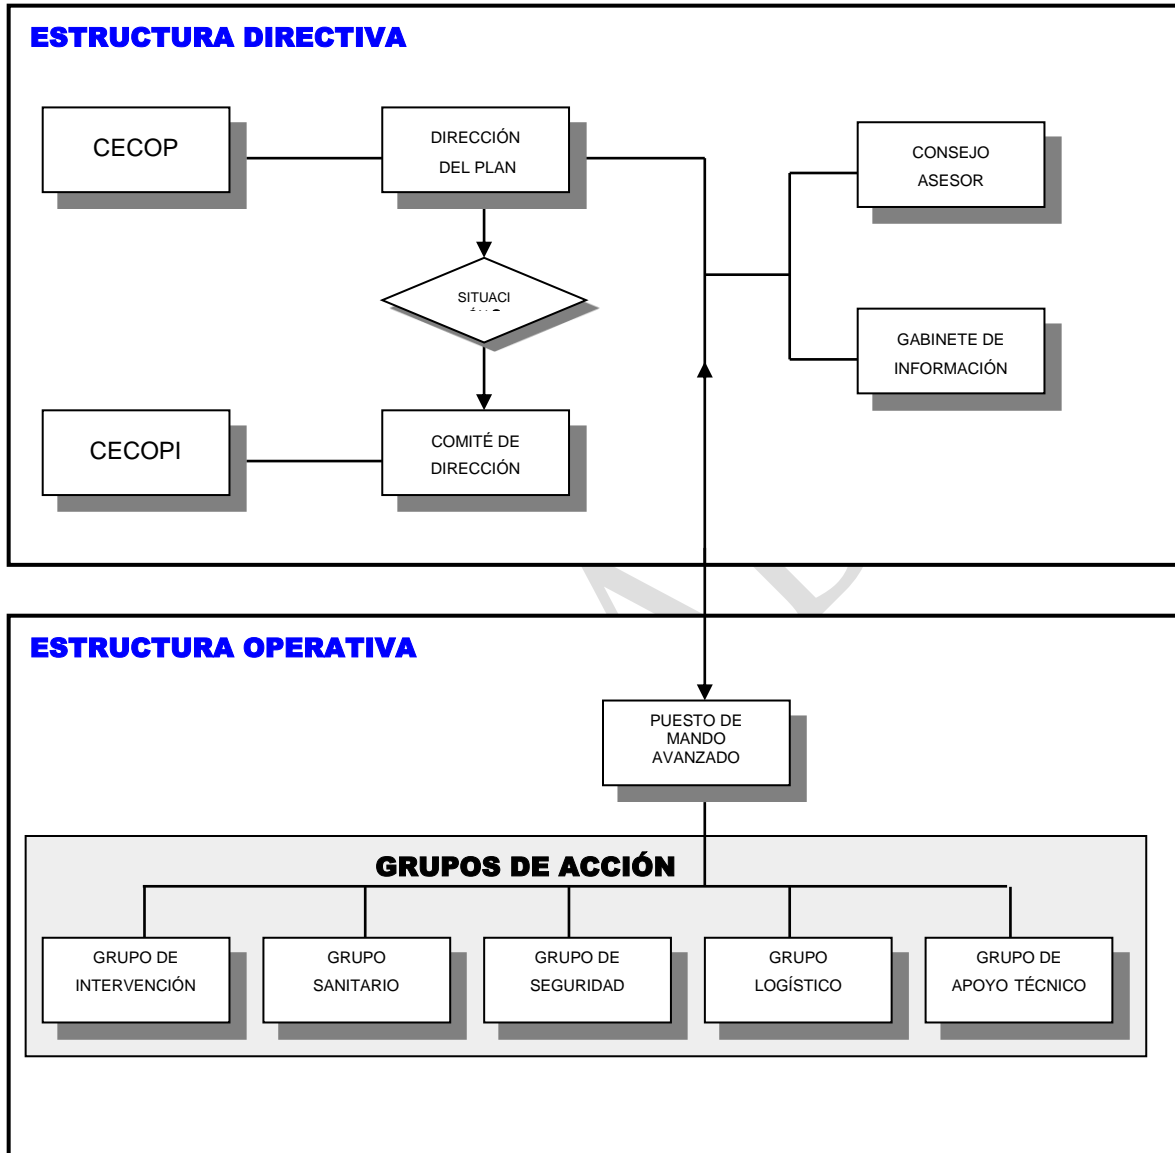 ESTRUCTURA DIRECTIVA
CECOP
DIRECCIÓN
DEL PLAN
CONSEJO
ASESOR
SITUACI
GABINETE DE
INFORMACIÓN
CECOPI
COMITÉ DE
DIRECCIÓN
ESTRUCTURA OPERATIVA
PUESTO DE
MANDO
AVANZADO
GRUPOS DE ACCIÓN
GRUPO DE
INTERVENCIÓN
GRUPO
SANITARIO
GRUPO DE
SEGURIDAD
GRUPO
LOGÍSTICO
GRUPO DE
APOYO TÉCNICO